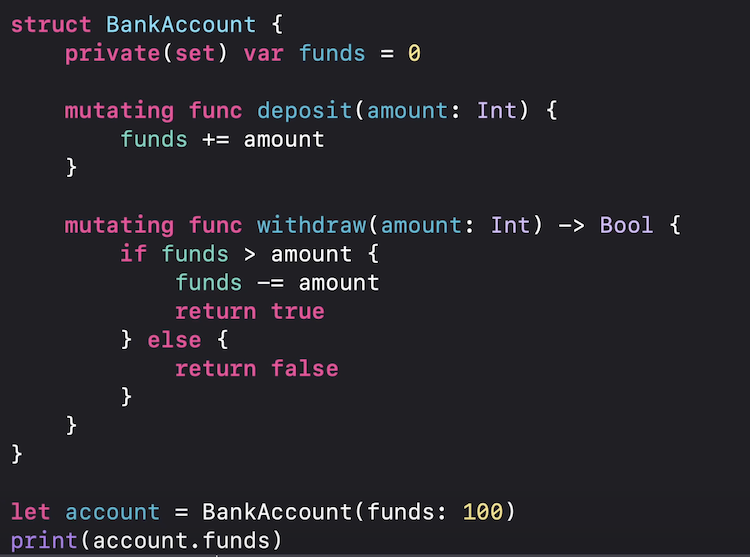 struct BankAccount {
    private(set) var funds = 0

    mutating func deposit(amount: Int) {
        funds += amount
    }

    mutating func withdraw(amount: Int) -> Bool {
        if funds > amount {
            funds -= amount
            return true
        } else {
            return false
        }
    }
}

let account = BankAccount(funds: 100)
print(account.funds)